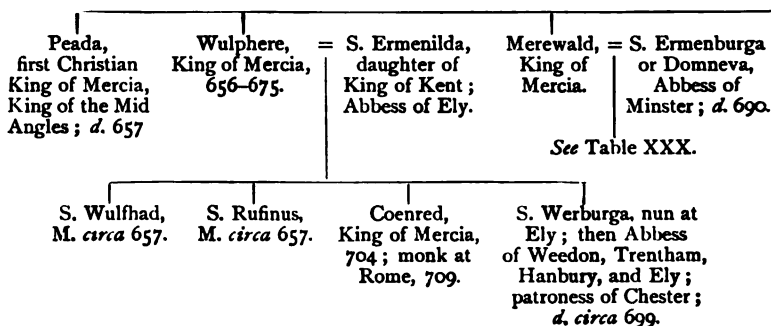 Peada,
first Christian
King of Mercia,
King of the Mid
Angles; d. 657
Wulphere,
King of Mercia,
656–675.
= S. Ermenilda,
daughter of
King of Kent;
Abbess of Ely.
Merewald,
King of
Mercia.
= S. Ermenburga
or Domneva,
Abbess of
Minster; d. 690.
See Table XXX.
S. Wulfhad,
M. circa 657.
S. Rufinus,
M. circa 657.
Coenred,
King of Mercia,
704; monk at
Rome, 709.
S. Werburga, nun at
Ely; then Abbess
of Weedon, Trentham,
Hanbury, and Ely;
patroness of Chester;
d. circa 699.